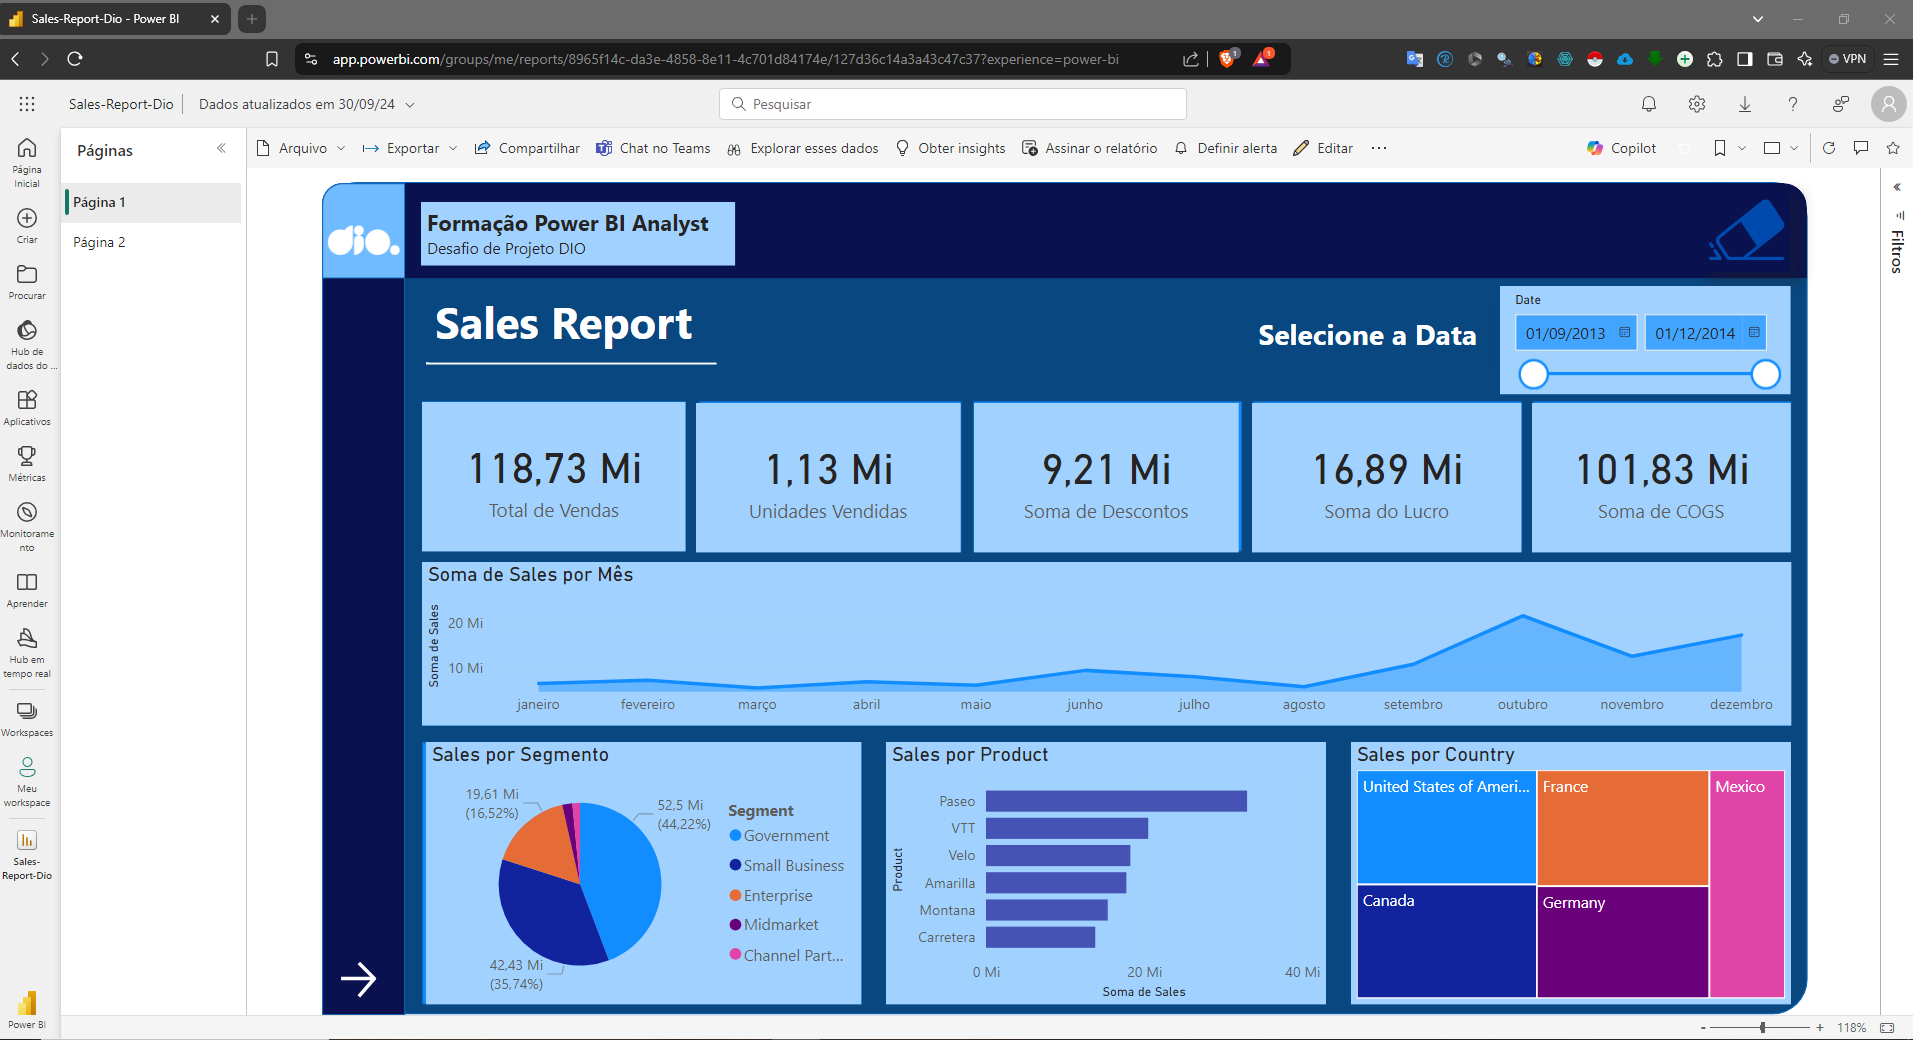 Sales-Report-Dio - Power BI
app.powerbi.com/groups/me/reports/8965f14c-da3e-4858-8e11-4c701d84174e/127d36c14a3a43c47c37?experience=power-bi
1
1
VPN
Sales-Report-Dio
Dados atualizados em 30/09/24
Pesquisar
Página Inicial
Criar
Procurar
Hub de dados do ...
Aplicativos
Métricas
Monitoramento
Aprender
Hub em tempo real
Workspaces
Meu workspace
Sales-Report-Dio
Power BI
Páginas
Página 1
Página 2
Arquivo
Exportar
Compartilhar
Chat no Teams
Explorar esses dados
Obter insights
Assinar o relatório
Definir alerta
Editar
Copilot
Filtros
dio.
Formação Power BI Analyst
Desafio de Projeto DIO
Sales Report
Selecione a Data
Date
01/09/2013
01/12/2014
118,73 Mi
Total de Vendas
1,13 Mi
Unidades Vendidas
9,21 Mi
Soma de Descontos
16,89 Mi
Soma do Lucro
101,83 Mi
Soma de COGS
Soma de Sales por Mês
Soma de Sales
20 Mi
10 Mi
janeiro
fevereiro
março
abril
maio
junho
julho
agosto
setembro
outubro
novembro
dezembro
Sales por Segmento
19,61 Mi
(16,52%)
52,5 Mi
(44,22%)
42,43 Mi
(35,74%)
Segment
Government
Small Business
Enterprise
Midmarket
Channel Part...
Sales por Product
Product
Paseo
VTT
Velo
Amarilla
Montana
Carretera
0 Mi
20 Mi
40 Mi
Soma de Sales
Sales por Country
United States of Ameri...
France
Mexico
Canada
Germany
118%